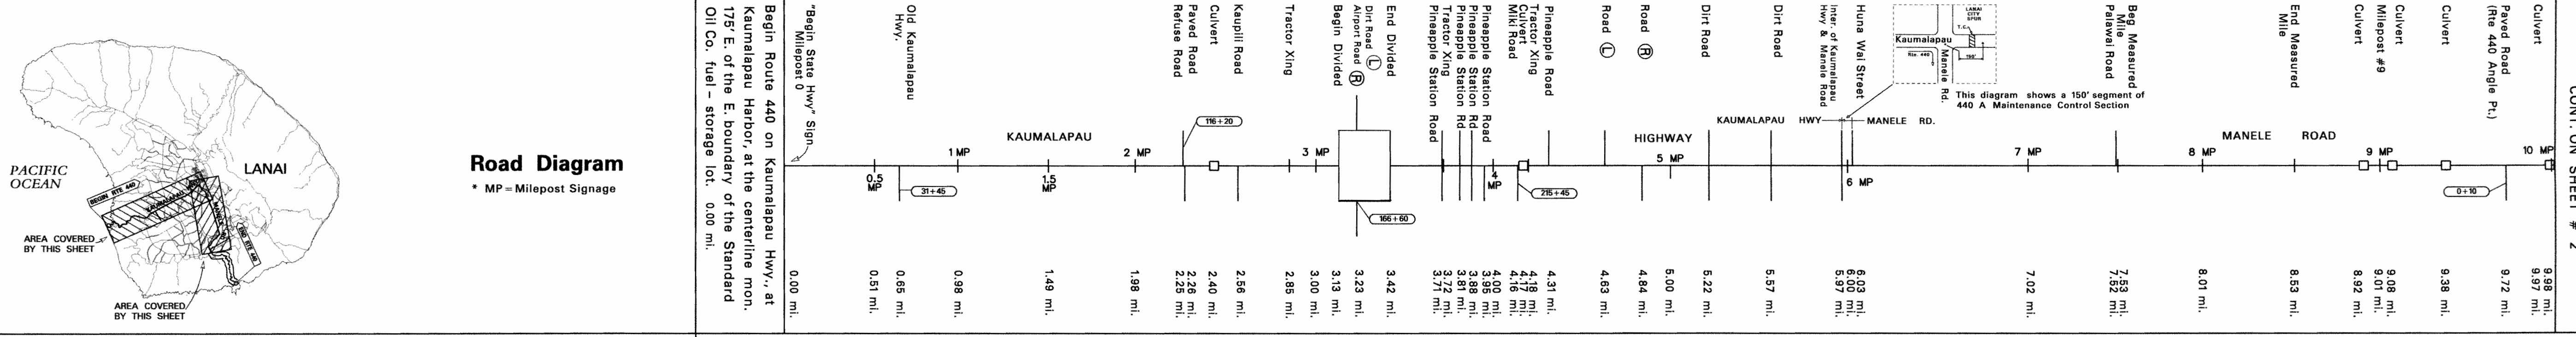 PACIFIC
OCEAN
LANAI
BEGIN RTE 440
KAUMALAPAU
MANELE RD
END RTE 440
AREA COVERED
BY THIS SHEET
AREA COVERED
BY THIS SHEET
Road Diagram
* MP = Milepost Signage
Begin Route 440 on Kaumalapau Hwy., at
Kaumalapau Harbor, at the centerline mon.
175' E. of the E. boundary of the Standard
Oil Co. fuel - storage lot. 0.00 mi.
"Begin State Hwy" Sign
Milepost 0
Old Kaumalapau
Hwy.
Refuse Road
Paved Road
Culvert
Kaupili Road
Tractor Xing
Begin Divided
Airport Road R
Dirt Road L
End Divided
Pineapple Station Road
Tractor Xing
Pineapple Station Rd
Pineapple Station Rd
Pineapple Station Road
Miki Road
Culvert
Tractor Xing
Pineapple Road
Road L
Road R
Dirt Road
Dirt Road
Inter. of Kaumalapau
Hwy & Manele Road
Huna Wai Street
LANAI
CITY
SPUR
T.C.
Kaumalapau
Rte. 440
150'
Manele Rd.
This diagram shows a 150' segment of
440 A Maintenance Control Section
Palawai Road
Beg Measured
Mile
End Measured
Mile
Culvert
Milepost #9
Culvert
Culvert
Paved Road
(Rte 440 Angle Pt.)
Culvert
CONT. ON SHEET # 2
KAUMALAPAU
HIGHWAY
KAUMALAPAU HWY
MANELE RD.
MANELE ROAD
0.5
MP
31+45
1 MP
1.5
MP
2 MP
116+20
3 MP
166+60
4
MP
215+45
5 MP
6 MP
7 MP
8 MP
9 MP
0+10
10 MP
0.00 mi.
0.51 mi.
0.65 mi.
0.98 mi.
1.49 mi.
1.98 mi.
2.25 mi.
2.26 mi.
2.40 mi.
2.56 mi.
2.85 mi.
3.00 mi.
3.13 mi.
3.23 mi.
3.42 mi.
3.71 mi.
3.72 mi.
3.81 mi.
3.88 mi.
3.95 mi.
4.00 mi.
4.16 mi.
4.17 mi.
4.18 mi.
4.31 mi.
4.63 mi.
4.84 mi.
5.00 mi.
5.22 mi.
5.57 mi.
5.97 mi.
6.00 mi.
6.03 mi.
7.02 mi.
7.52 mi.
7.53 mi.
8.01 mi.
8.53 mi.
8.92 mi.
9.01 mi.
9.08 mi.
9.38 mi.
9.72 mi.
9.97 mi.
9.98 mi.